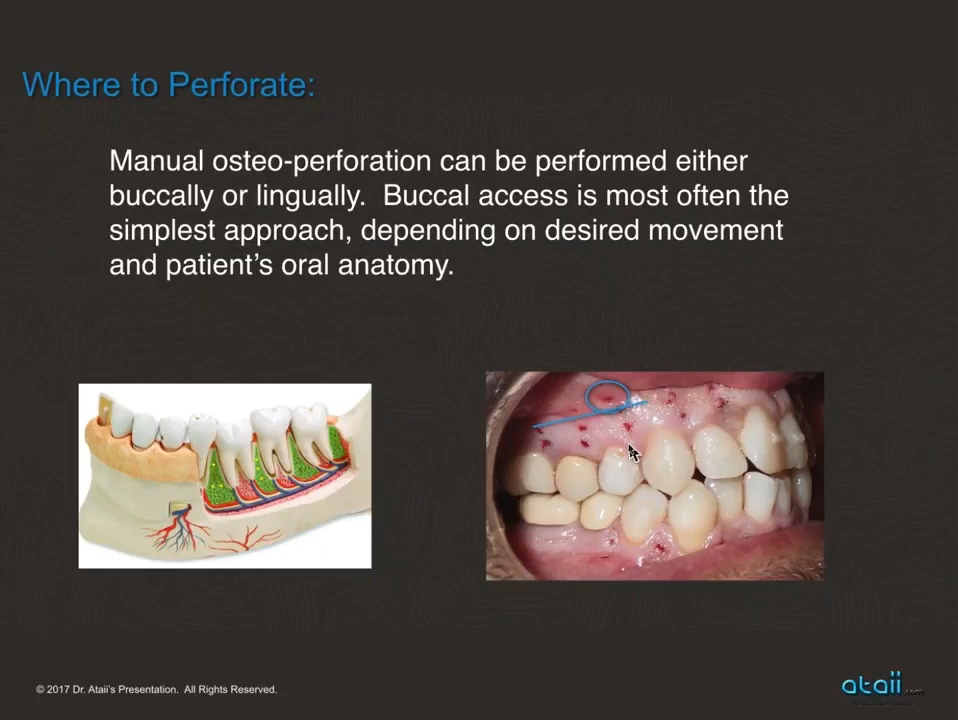 Where to Perforate:
Manual osteo-perforation can be performed either
buccally or lingually.  Buccal access is most often the
simplest approach, depending on desired movement
and patient’s oral anatomy.
© 2017 Dr. Ataii’s Presentation.  All Rights Reserved.
ataii.com